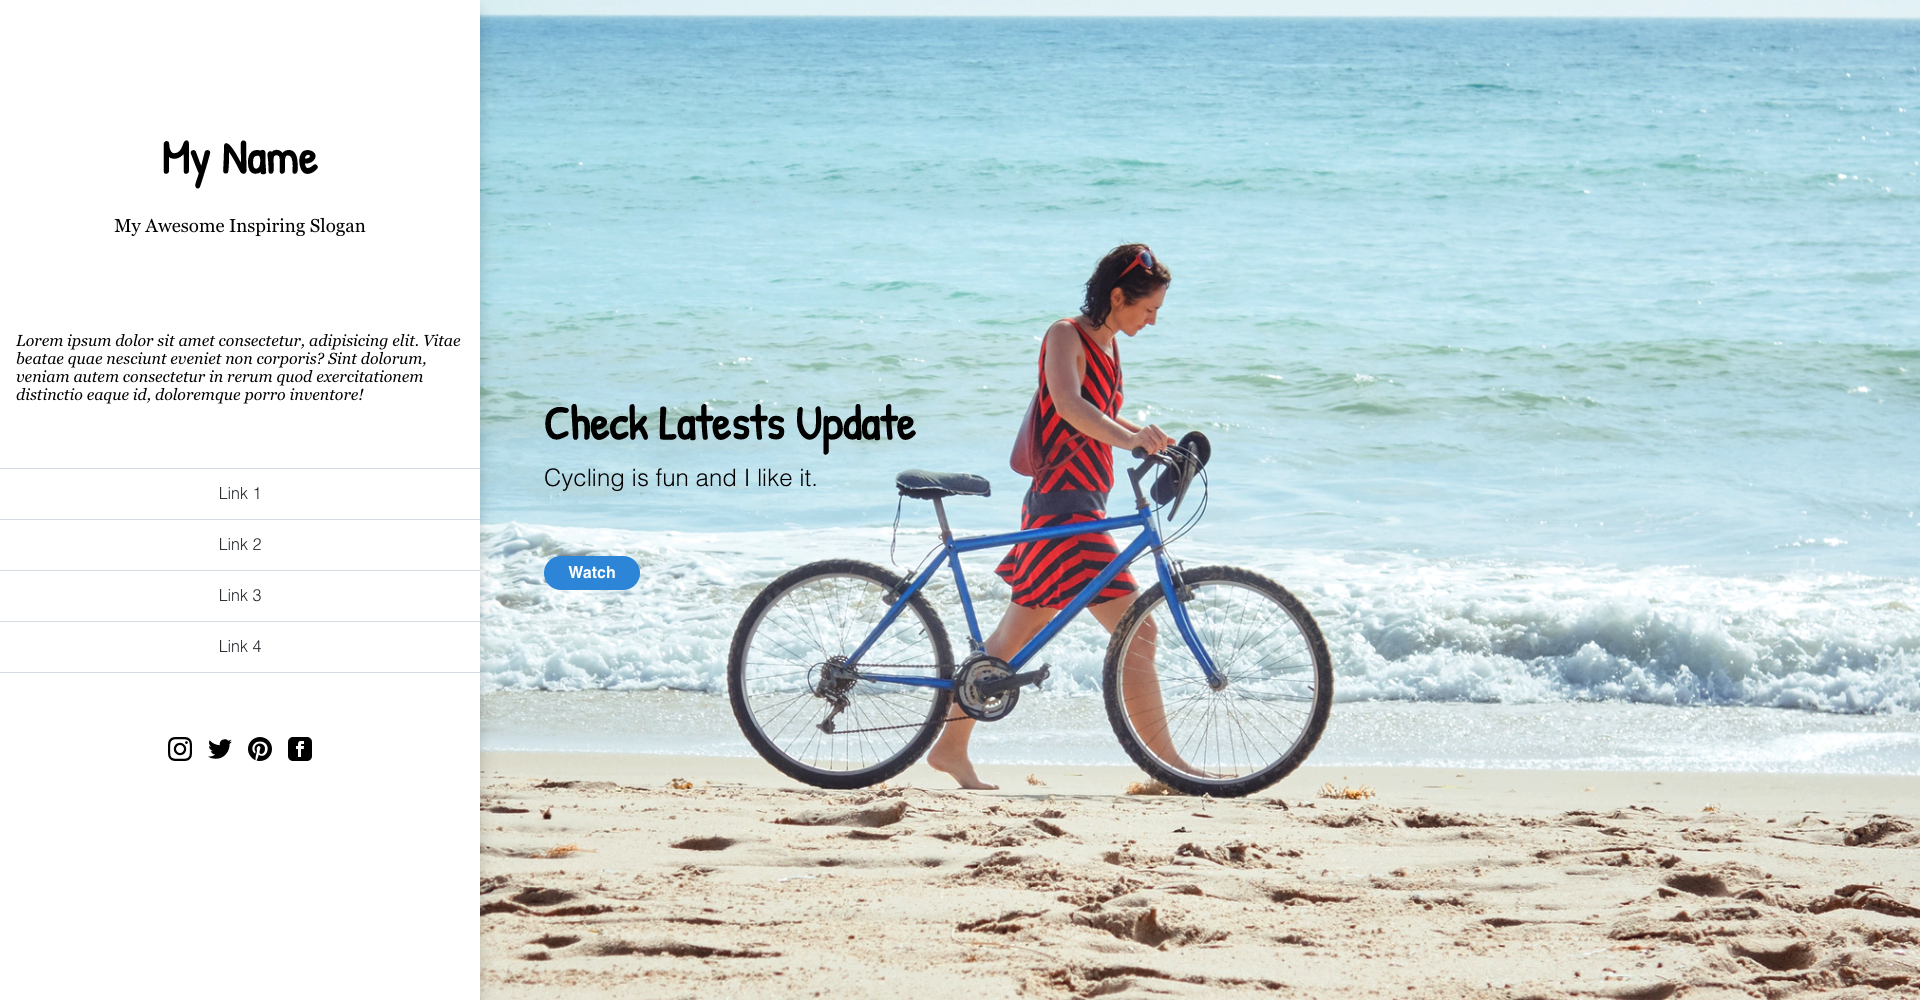 My Name
My Awesome Inspiring Slogan
Lorem ipsum dolor sit amet consectetur, adipisicing elit. Vitae
beatae quae nesciunt eveniet non corporis? Sint dolorum,
veniam autem consectetur in rerum quod exercitationem
distinctio eaque id, doloremque porro inventore!
Link 1
Link 2
Link 3
Link 4
Check Latests Update
Cycling is fun and I like it.
Watch